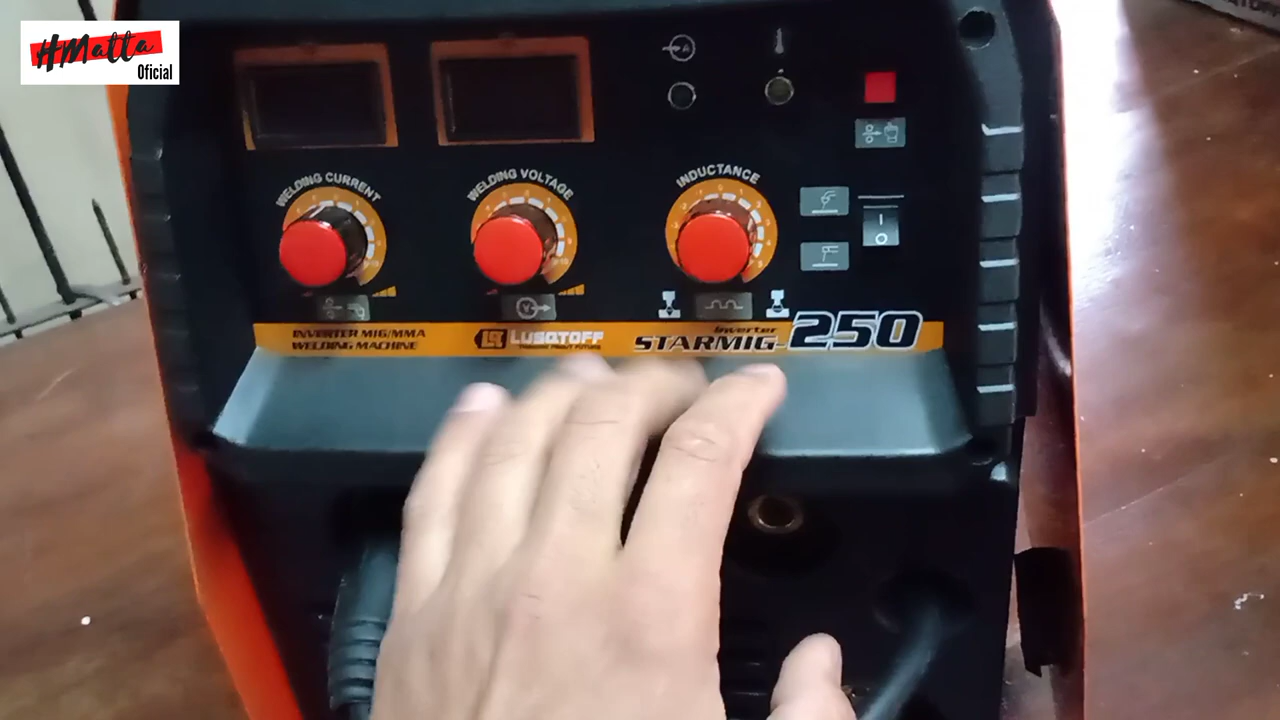 HMatta
Oficial
WELDING CURRENT
WELDING VOLTAGE
INDUCTANCE
INVERTER MIG/MMA
WELDING MACHINE
LUSQTOFF
inverter
STARMIG-250